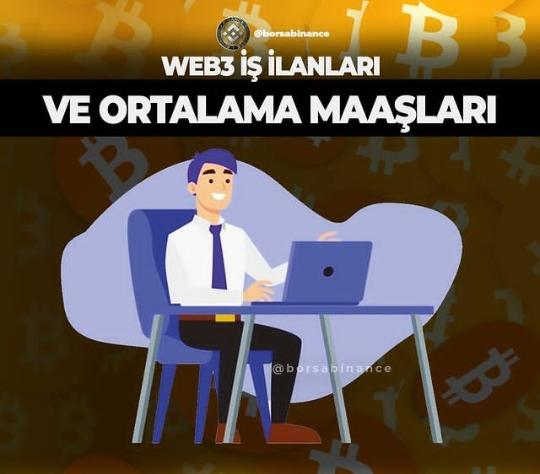 @borsabinance
WEB3 İŞ İLANLARI
VE ORTALAMA MAAŞLARI
@borsabinance